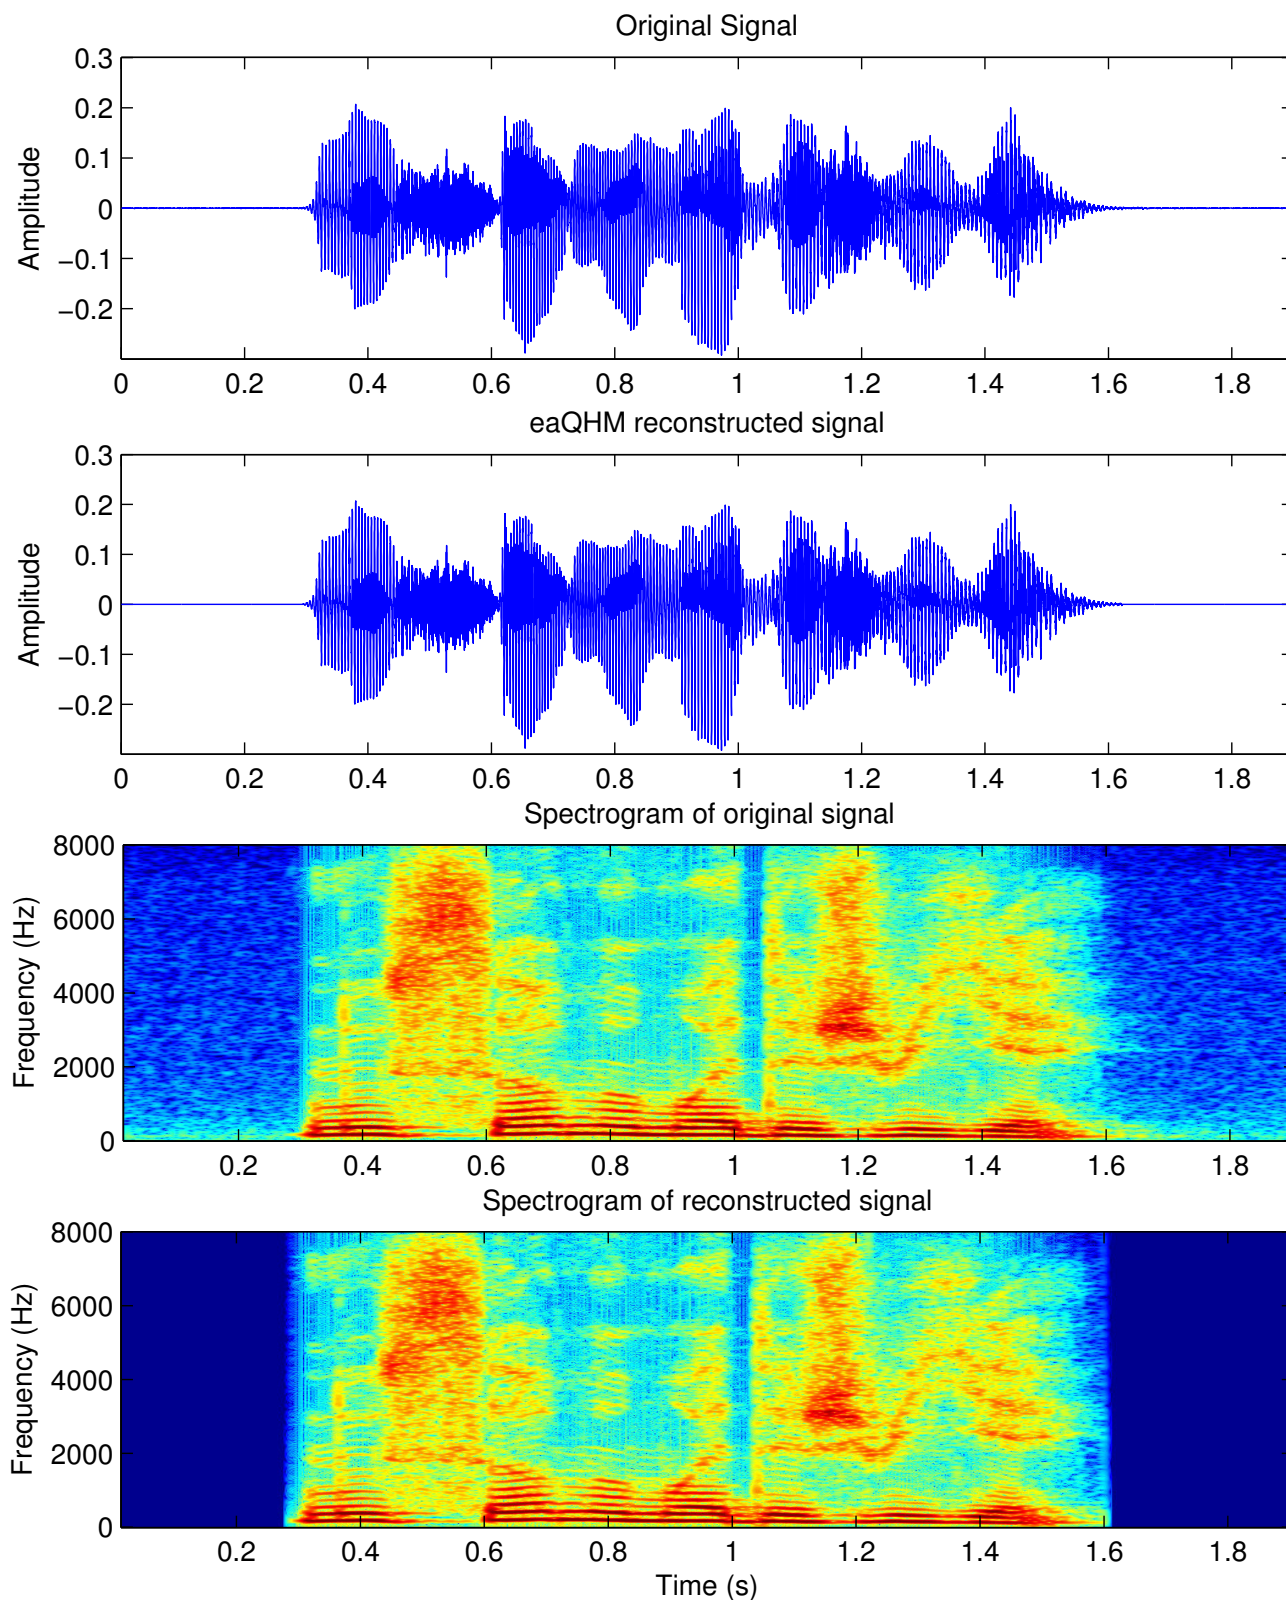 Original Signal
0.3
0.2
0.1
0
−0.1
−0.2
Amplitude
0 0.2 0.4 0.6 0.8 1 1.2 1.4 1.6 1.8
eaQHM reconstructed signal
0.3
0.2
0.1
0
−0.1
−0.2
Amplitude
0 0.2 0.4 0.6 0.8 1 1.2 1.4 1.6 1.8
Spectrogram of original signal
8000
6000
4000
2000
0
Frequency (Hz)
0.2 0.4 0.6 0.8 1 1.2 1.4 1.6 1.8
Spectrogram of reconstructed signal
8000
6000
4000
2000
0
Frequency (Hz)
0.2 0.4 0.6 0.8 1 1.2 1.4 1.6 1.8
Time (s)